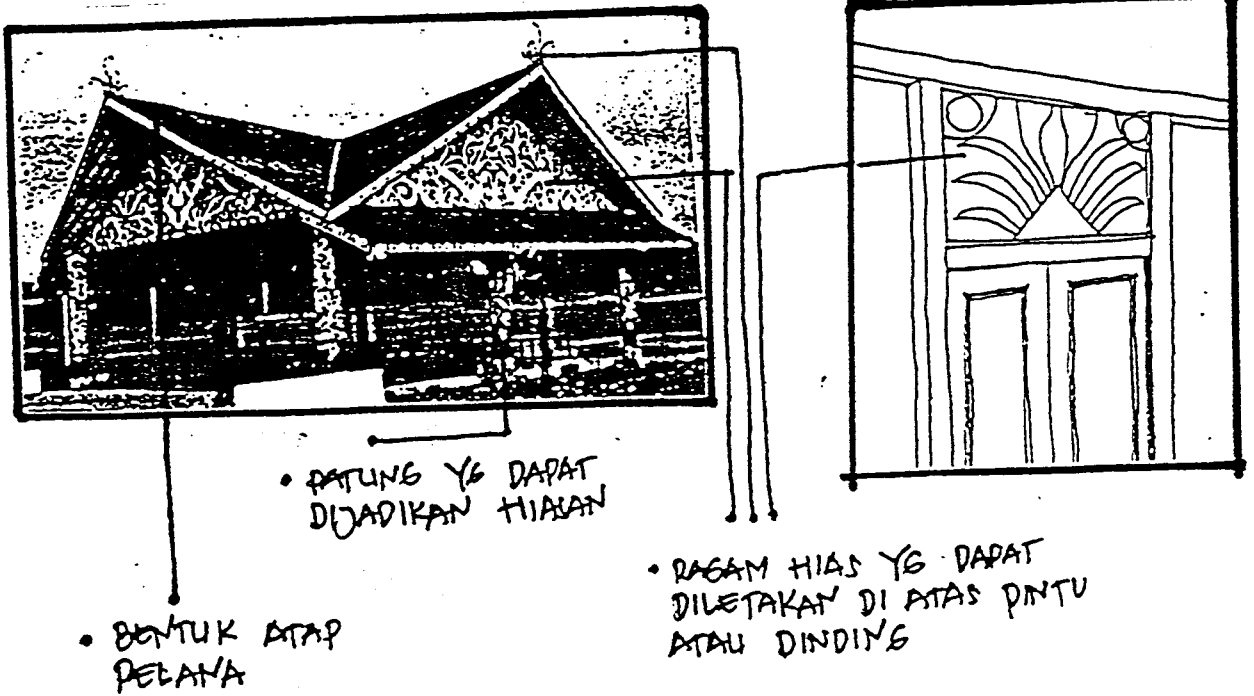 • PATUNG YG DAPAT
DIJADIKAN HIASAN
• RAGAM HIAS YG DAPAT
DILETAKAN DI ATAS PINTU
ATAU DINDING
• BENTUK ATAP
PELANA